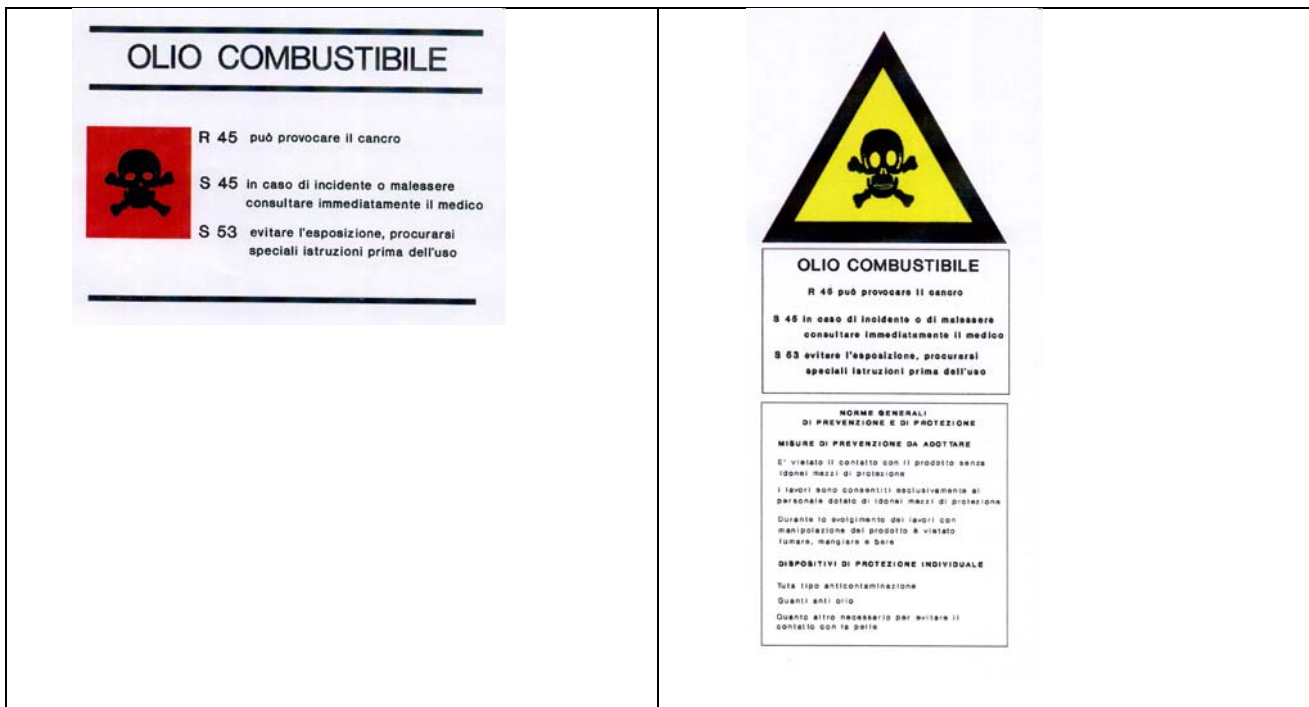 OLIO COMBUSTIBILE
R 45 può provocare il cancro
S 45 in caso di incidente o malessere
consultare immediatamente il medico
S 53 evitare l'esposizione, procurarsi
speciali istruzioni prima dell'uso
OLIO COMBUSTIBILE
R 45 può provocare il cancro
S 45 in caso di incidente o di malessere
consultare immediatamente il medico
S 53 evitare l'esposizione, procurarsi
speciali istruzioni prima dell'uso
NORME GENERALI
DI PREVENZIONE E DI PROTEZIONE
MISURE DI PREVENZIONE DA ADOTTARE
E' vietato il contatto con il prodotto senza
idonei mezzi di protezione
I lavori sono consentiti esclusivamente al
personale dotato di idonei mezzi di protezione
Durante lo svolgimento dei lavori con
manipolazione del prodotto è vietato
fumare, mangiare e bere
DISPOSITIVI DI PROTEZIONE INDIVIDUALE
Tuta tipo anticontaminazione
Guanti anti olio
Quanto altro necessario per evitare il
contatto con la pelle